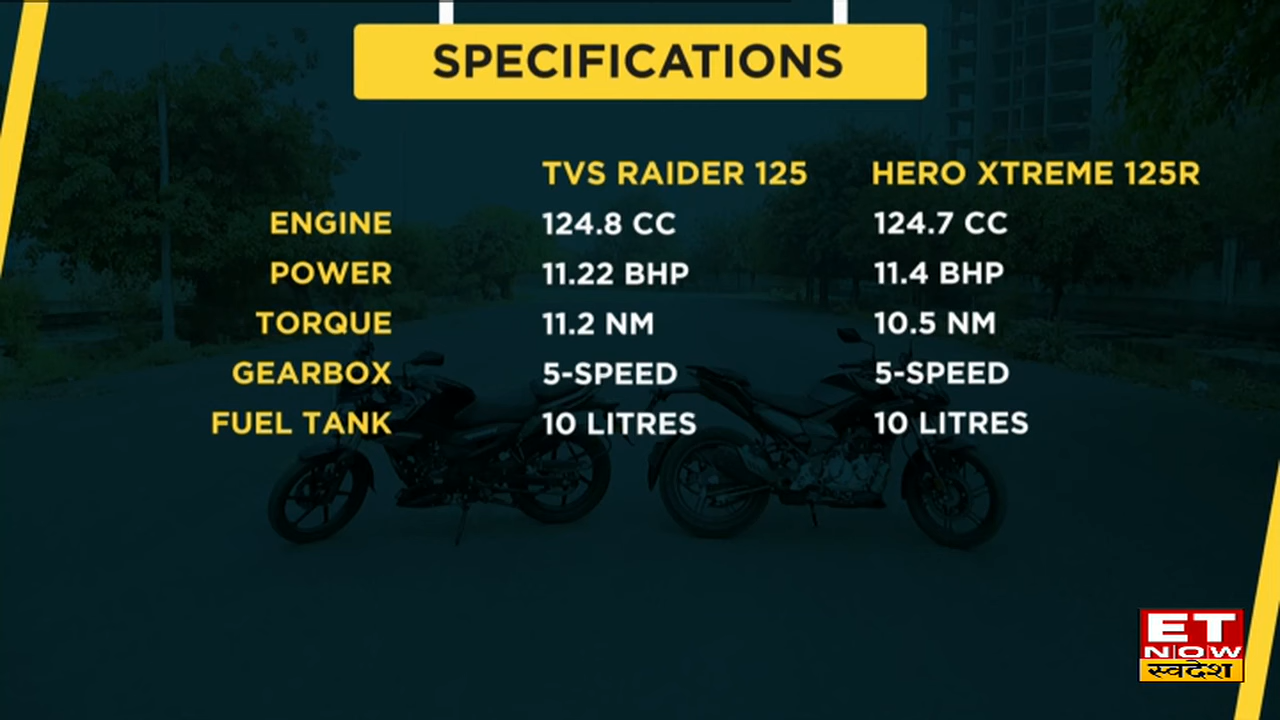 SPECIFICATIONS
TVS RAIDER 125 HERO XTREME 125R
ENGINE 124.8 CC 124.7 CC
POWER 11.22 BHP 11.4 BHP
TORQUE 11.2 NM 10.5 NM
GEARBOX 5-SPEED 5-SPEED
FUEL TANK 10 LITRES 10 LITRES
ET
NOW
स्वदेश